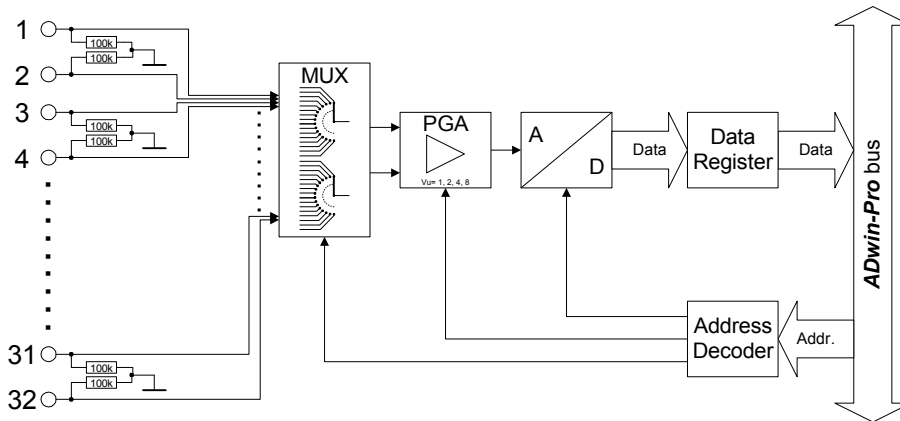 1
100k
100k
2
3
100k
100k
4
31
100k
100k
32
MUX
PGA
Vu= 1, 2, 4, 8
A
D
Data
Data
Register
Data
Address
Decoder
Addr.
ADwin-Pro bus